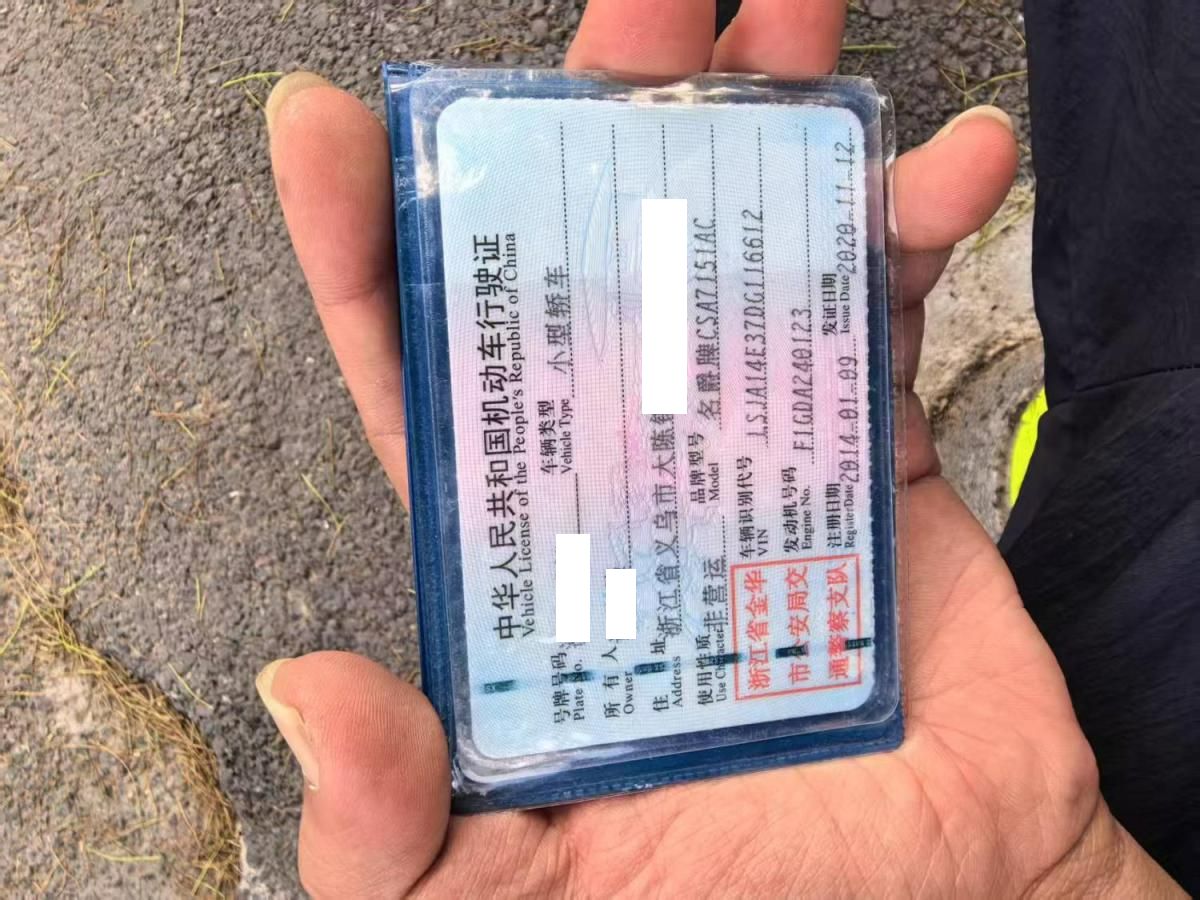 中华人民共和国机动车行驶证
Vehicle License of the People's Republic of China
号牌号码 Plate No. 车辆类型 Vehicle Type 小型轿车
所有人 Owner
住址 Address 浙江省义乌市大陈镇
使用性质 Use Character 非营运 品牌型号 Model 名爵牌CSA7151AC
浙江省金华市公安局交通警察支队
车辆识别代号 VIN LSJA14E37DG116612
发动机号码 Engine No. F1GDA240123
注册日期 Register Date 2014-01-09 发证日期 Issue Date 2020-11-12